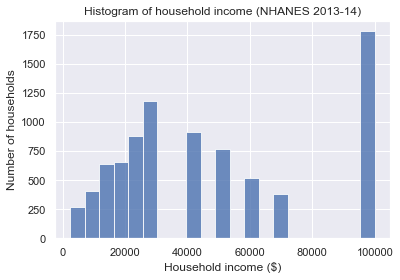 Histogram of household income (NHANES 2013-14)
1750
1500
1250
1000
750
500
250
0
Number of households
0 20000 40000 60000 80000 100000
Household income ($)